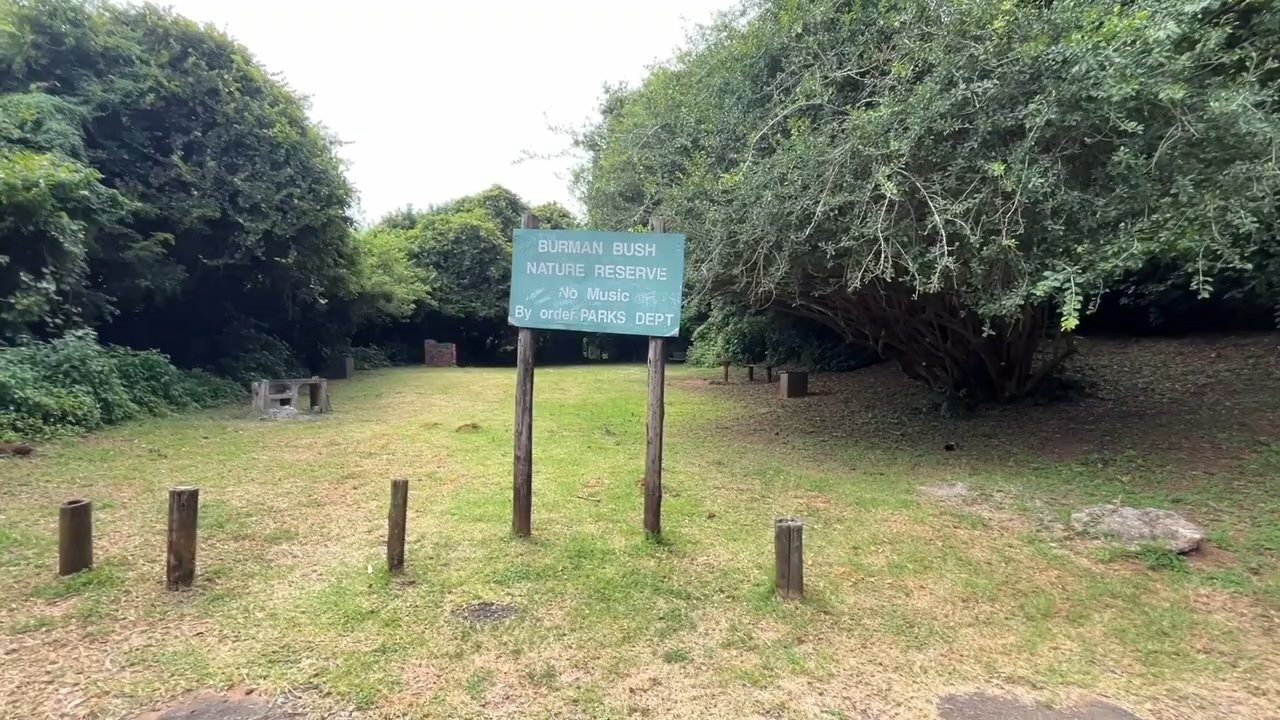 BURMAN BUSH
NATURE RESERVE
No Music
By order PARKS DEPT